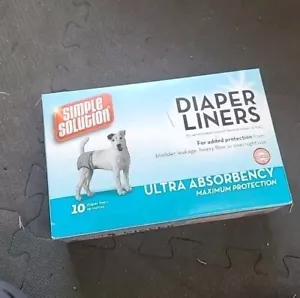 SIMPLE
SOLUTION
DIAPER
LINERS
For added protection from
bladder leakage, heavy flow or overnight use
ULTRA ABSORBENCY
MAXIMUM PROTECTION
10